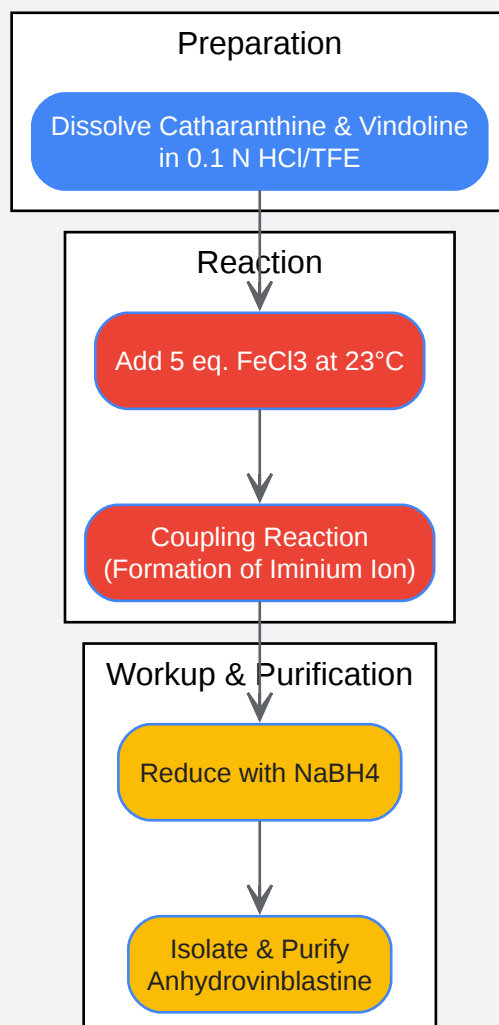 Preparation
Dissolve Catharanthine & Vindoline
in 0.1 N HCl/TFE
Reaction
Add 5 eq. FeCl3 at 23°C
Coupling Reaction
(Formation of Iminium Ion)
Workup & Purification
Reduce with NaBH4
Isolate & Purify
Anhydrovinblastine